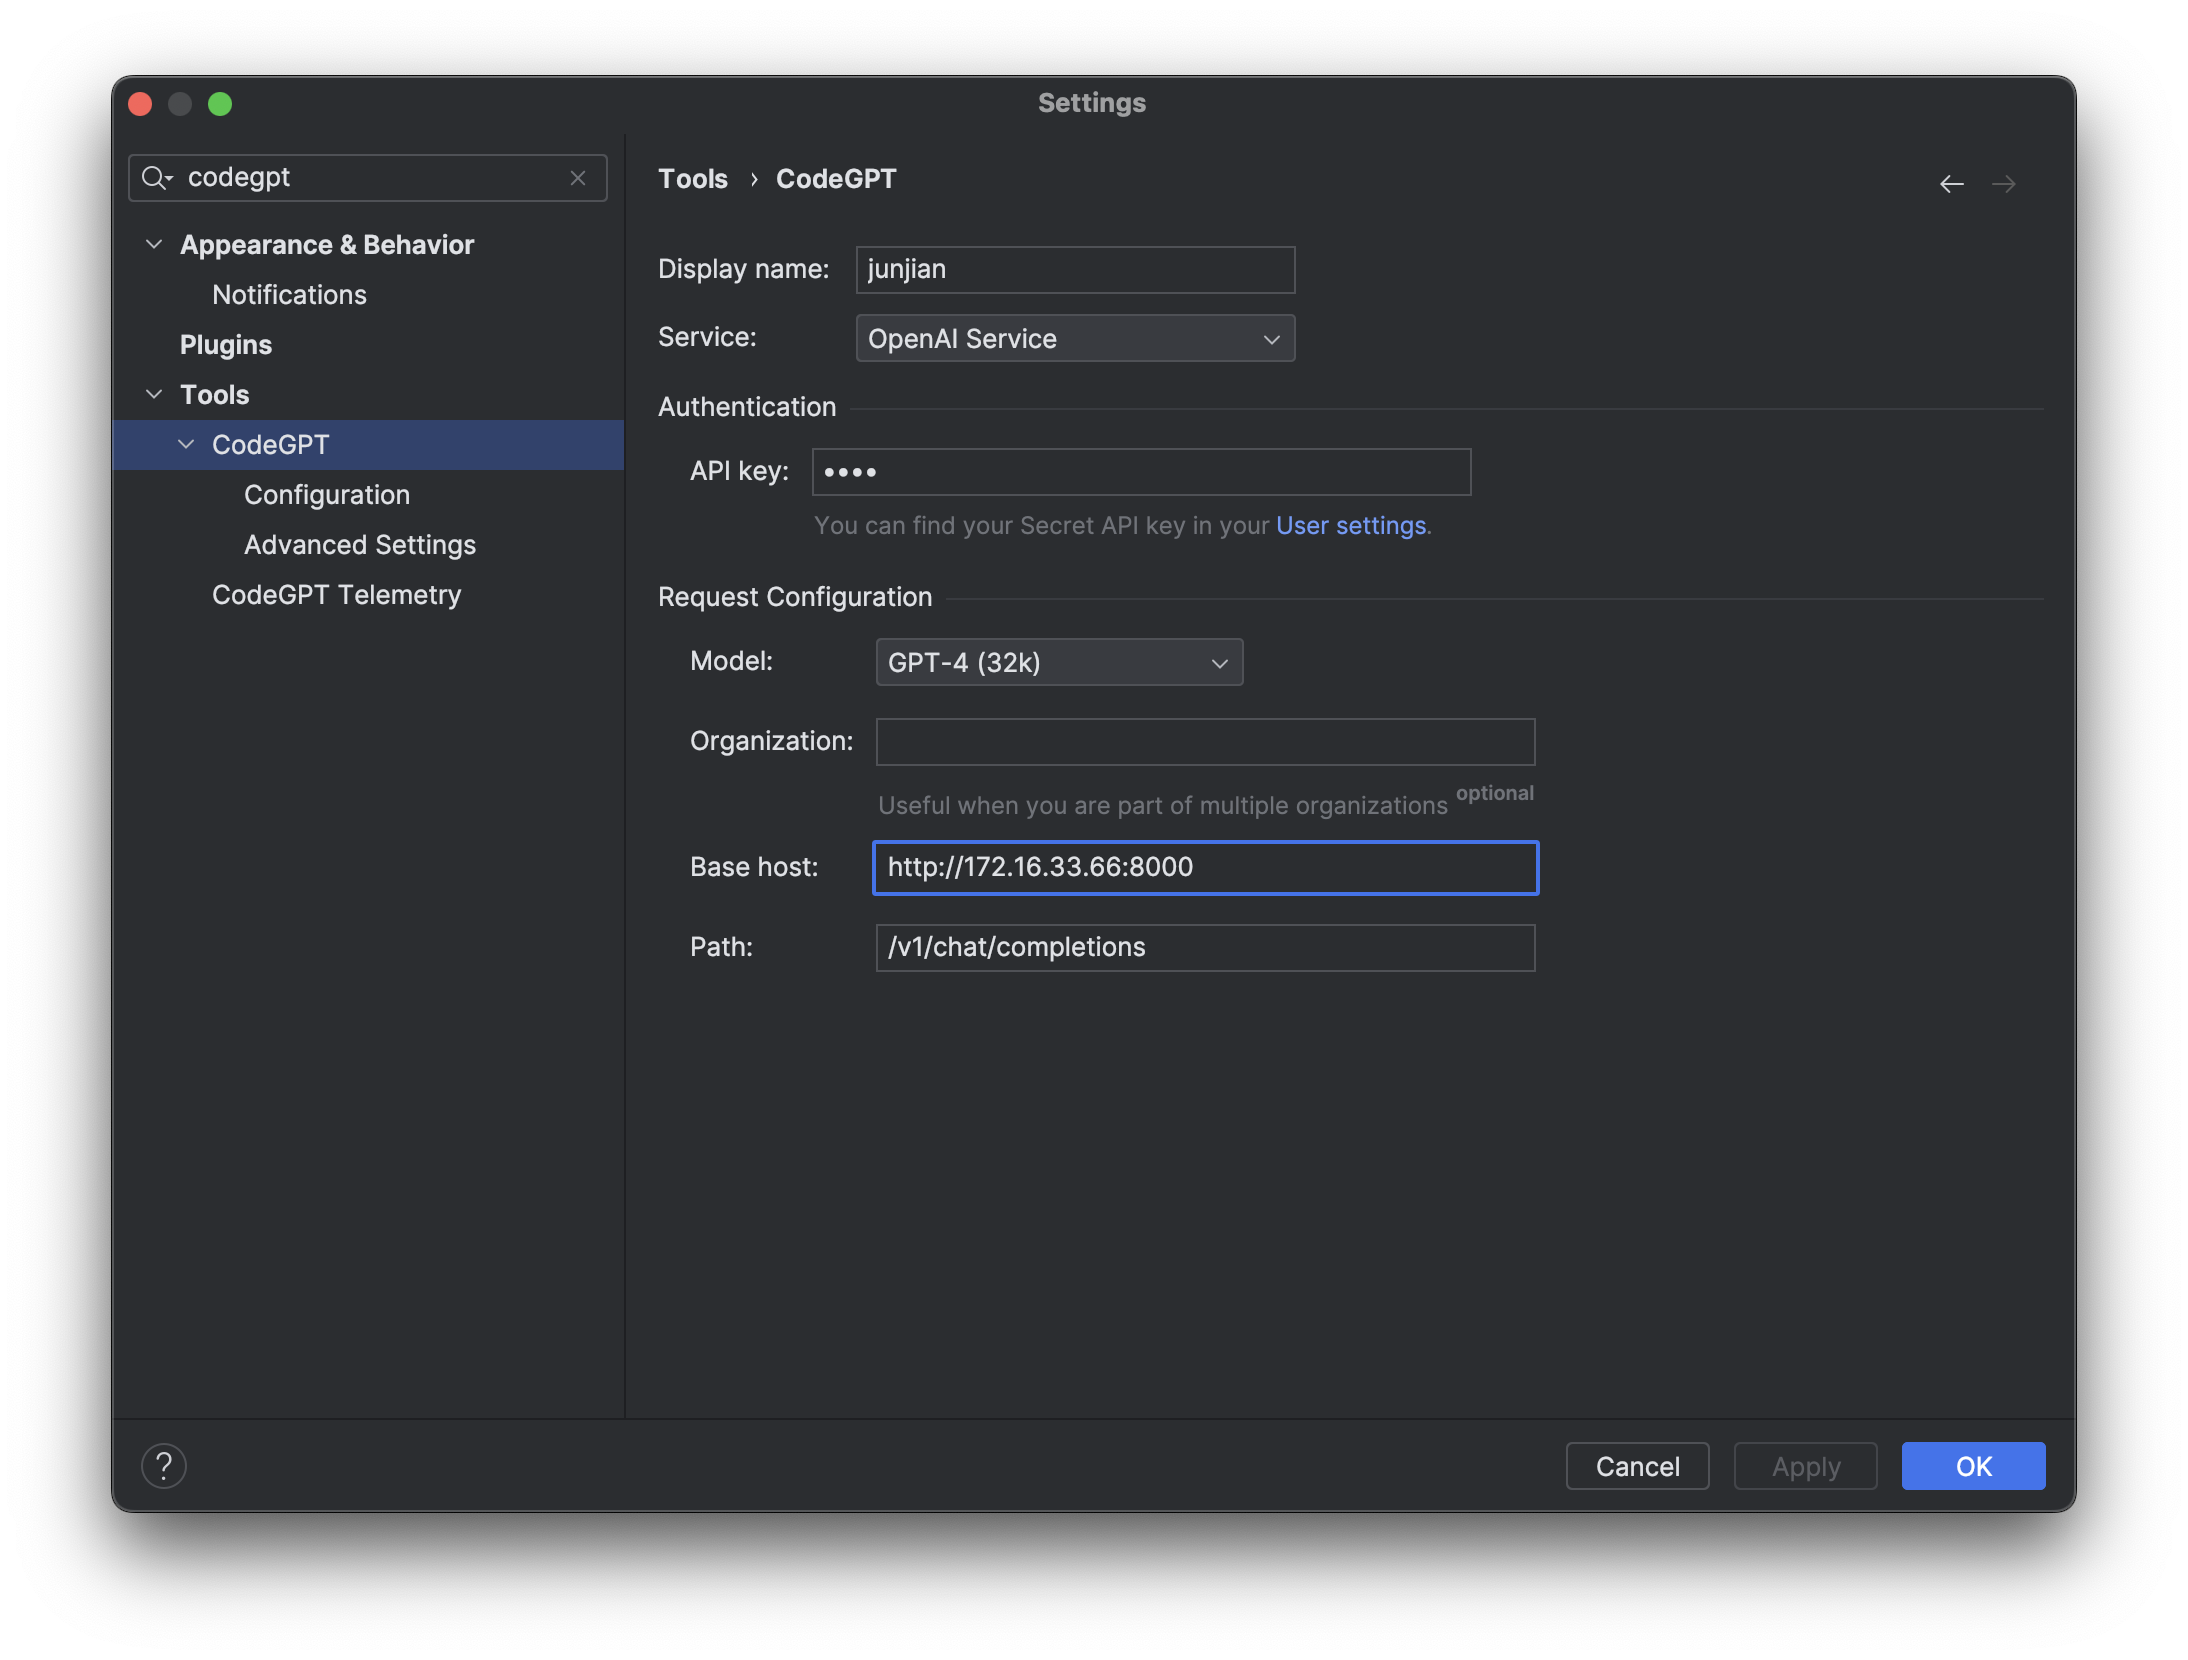 Settings
codegpt
Appearance & Behavior
Notifications
Plugins
Tools
CodeGPT
Configuration
Advanced Settings
CodeGPT Telemetry
Tools › CodeGPT
Display name: junjian
Service: OpenAI Service
Authentication
API key: ••••
You can find your Secret API key in your User settings.
Request Configuration
Model: GPT-4 (32k)
Organization:
Useful when you are part of multiple organizations optional
Base host: http://172.16.33.66:8000
Path: /v1/chat/completions
? Cancel Apply OK